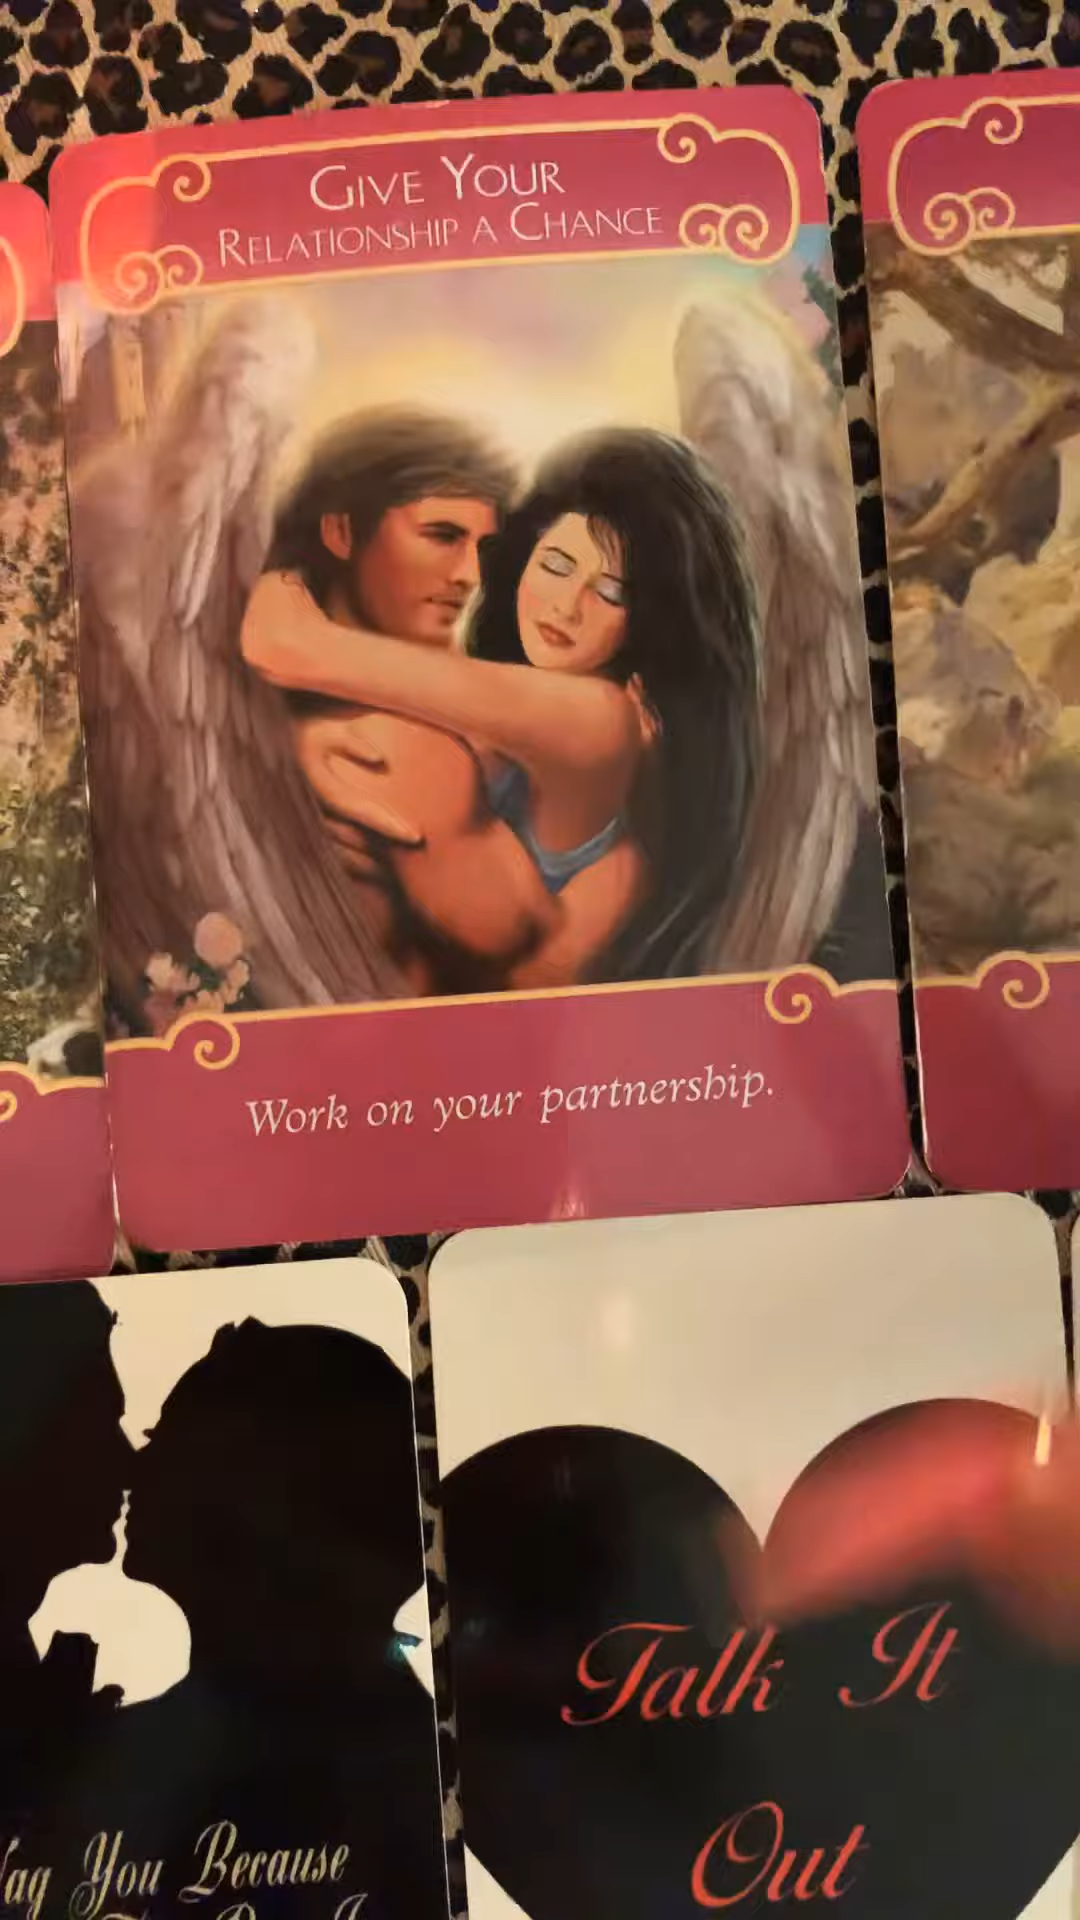 GIVE YOUR
RELATIONSHIP A CHANCE
Work on your partnership.
Talk It
Out
You Because